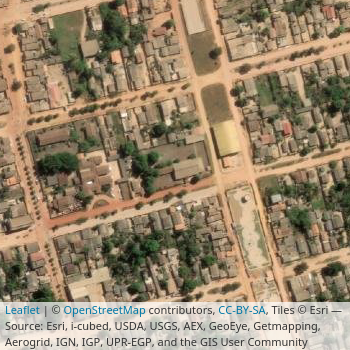 Leaflet | © OpenStreetMap contributors, CC-BY-SA, Tiles © Esri —
Source: Esri, i-cubed, USDA, USGS, AEX, GeoEye, Getmapping,
Aerogrid, IGN, IGP, UPR-EGP, and the GIS User Community